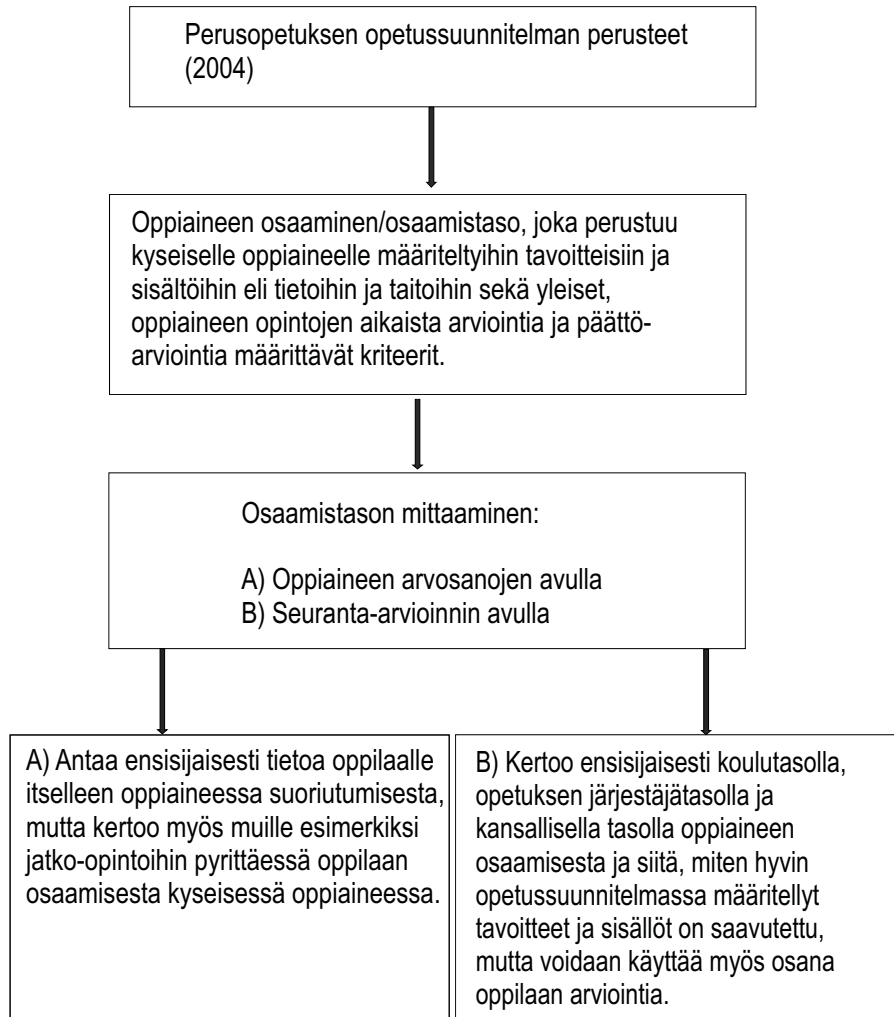 Perusopetuksen opetussuunnitelman perusteet
(2004)
Oppiaineen osaaminen/osaamistaso, joka perustuu
kyseiselle oppiaineelle määriteltyihin tavoitteisiin ja
sisältöihin eli tietoihin ja taitoihin sekä yleiset,
oppiaineen opintojen aikaista arviointia ja päättö-
arviointia määrittävät kriteerit.
Osaamistason mittaaminen:
A) Oppiaineen arvosanojen avulla
B) Seuranta-arvioinnin avulla
A) Antaa ensisijaisesti tietoa oppilaalle
itselleen oppiaineessa suoriutumisesta,
mutta kertoo myös muille esimerkiksi
jatko-opintoihin pyrittäessä oppilaan
osaamisesta kyseisessä oppiaineessa.
B) Kertoo ensisijaisesti koulutasolla,
opetuksen järjestäjätasolla ja
kansallisella tasolla oppiaineen
osaamisesta ja siitä, miten hyvin
opetussuunnitelmassa määritellyt
tavoitteet ja sisällöt on saavutettu,
mutta voidaan käyttää myös osana
oppilaan arviointia.